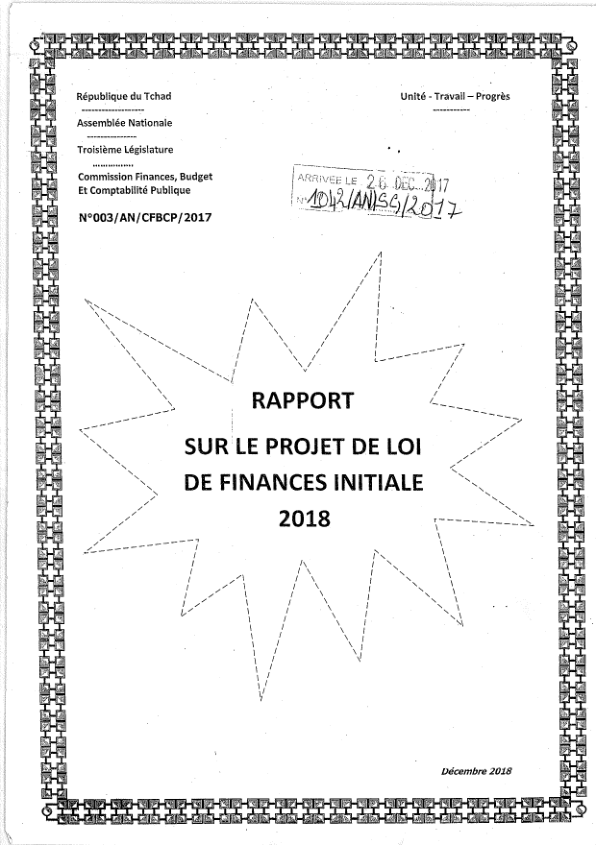 République du Tchad
Unité - Travail – Progrès
-------------------
-----------
Assemblée Nationale
---------------
Troisième Législature
...............
Commission Finances, Budget
Et Comptabilité Publique
N°003/AN/CFBCP/2017
ARRIVÉE LE 26 DEC. 2017
N° 1042/AN/SG/2017
RAPPORT
SUR LE PROJET DE LOI
DE FINANCES INITIALE
2018
Décembre 2018